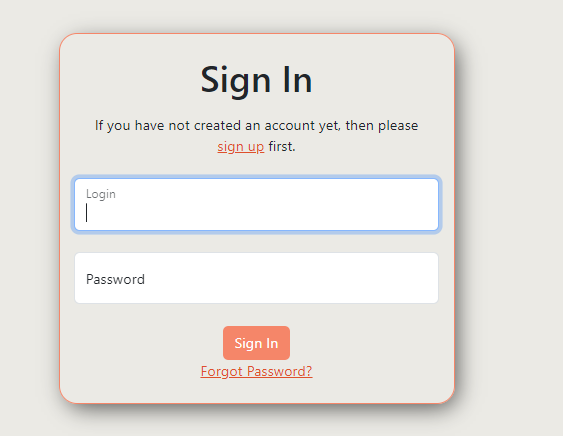 Sign In
If you have not created an account yet, then please
sign up first.
Login
Password
Sign In
Forgot Password?